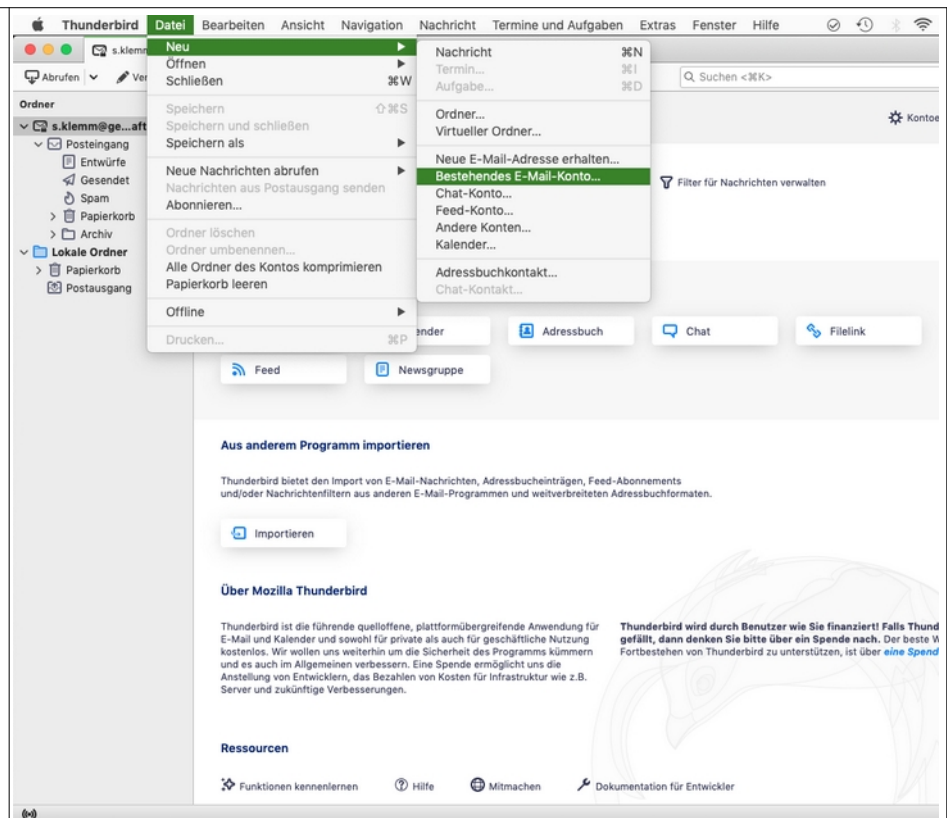 Thunderbird Datei Bearbeiten Ansicht Navigation Nachricht Termine und Aufgaben Extras Fenster Hilfe
s.klemm
Abrufen
Suchen <⌘K>
Ordner
s.klemm@ge...aft
Posteingang
Entwürfe
Gesendet
Spam
Papierkorb
Archiv
Lokale Ordner
Papierkorb
Postausgang
Neu
Öffnen
Schließen ⌘W
Speichern ⇧⌘S
Speichern und schließen
Speichern als
Neue Nachrichten abrufen
Nachrichten aus Postausgang senden
Abonnieren...
Ordner löschen
Ordner umbenennen...
Alle Ordner des Kontos komprimieren
Papierkorb leeren
Offline
Drucken... ⌘P
Nachricht ⌘N
Termin... ⌘I
Aufgabe... ⌘D
Ordner...
Virtueller Ordner...
Neue E-Mail-Adresse erhalten...
Bestehendes E-Mail-Konto...
Chat-Konto...
Feed-Konto...
Andere Konten...
Kalender...
Adressbuchkontakt...
Chat-Kontakt...
Kontoe
Filter für Nachrichten verwalten
ender Adressbuch Chat Filelink
Feed Newsgruppe
Aus anderem Programm importieren
Thunderbird bietet den Import von E-Mail-Nachrichten, Adressbucheinträgen, Feed-Abonnements
und/oder Nachrichtenfiltern aus anderen E-Mail-Programmen und weitverbreiteten Adressbuchformaten.
Importieren
Über Mozilla Thunderbird
Thunderbird ist die führende quelloffene, plattformübergreifende Anwendung für
E-Mail und Kalender und sowohl für private als auch für geschäftliche Nutzung
kostenlos. Wir wollen uns weiterhin um die Sicherheit des Programms kümmern
und es auch im Allgemeinen verbessern. Eine Spende ermöglicht uns die
Anstellung von Entwicklern, das Bezahlen von Kosten für Infrastruktur wie z.B.
Server und zukünftige Verbesserungen.
Thunderbird wird durch Benutzer wie Sie finanziert! Falls Thund
gefällt, dann denken Sie bitte über ein Spende nach. Der beste W
Fortbestehen von Thunderbird zu unterstützen, ist über eine Spend
Ressourcen
Funktionen kennenlernen Hilfe Mitmachen Dokumentation für Entwickler